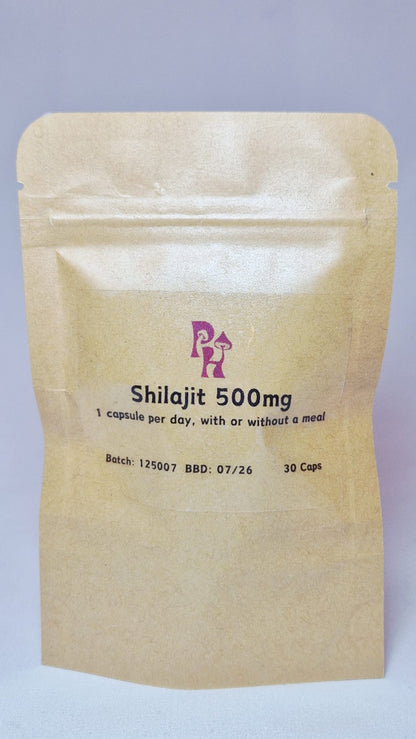 PH
Shilajit 500mg
1 capsule per day, with or without a meal
Batch: 125007 BBD: 07/26 30 Caps